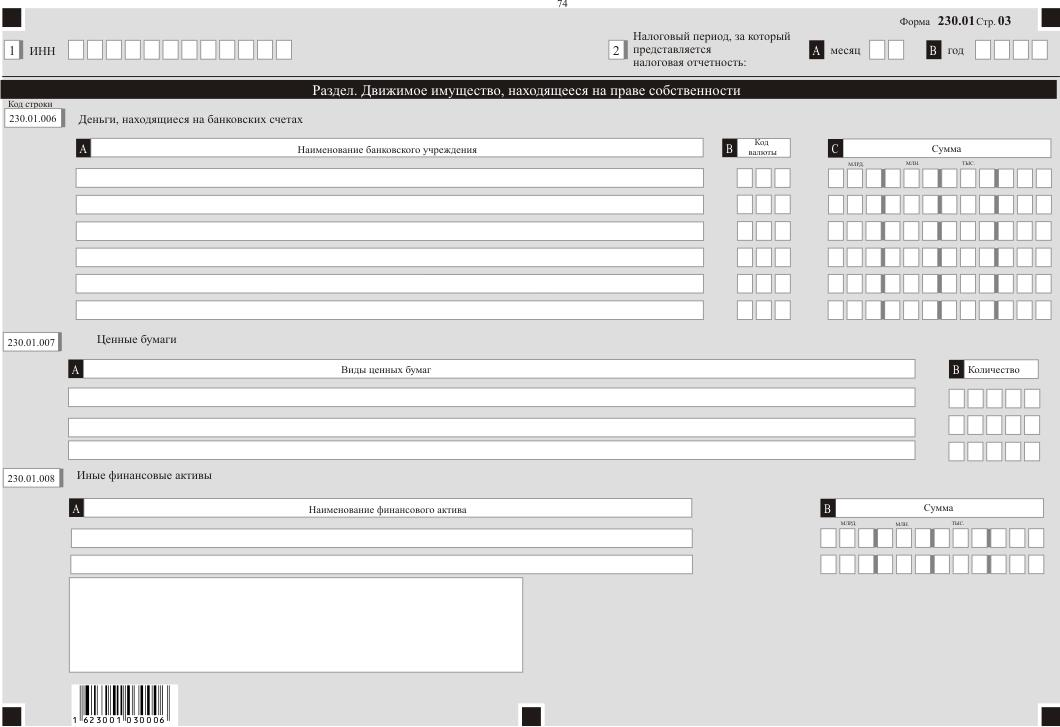 74
Форма 230.01 Стр. 03
1 ИНН
2 Налоговый период, за который
представляется
налоговая отчетность:
A месяц B год
Раздел. Движимое имущество, находящееся на праве собственности
Код строки
230.01.006 Деньги, находящиеся на банковских счетах
A Наименование банковского учреждения
B Код
валюты
C Сумма
МЛРД. МЛН. ТЫС.
230.01.007 Ценные бумаги
A Виды ценных бумаг
B Количество
230.01.008 Иные финансовые активы
A Наименование финансового актива
B Сумма
МЛРД. МЛН. ТЫС.
1 623001 030006